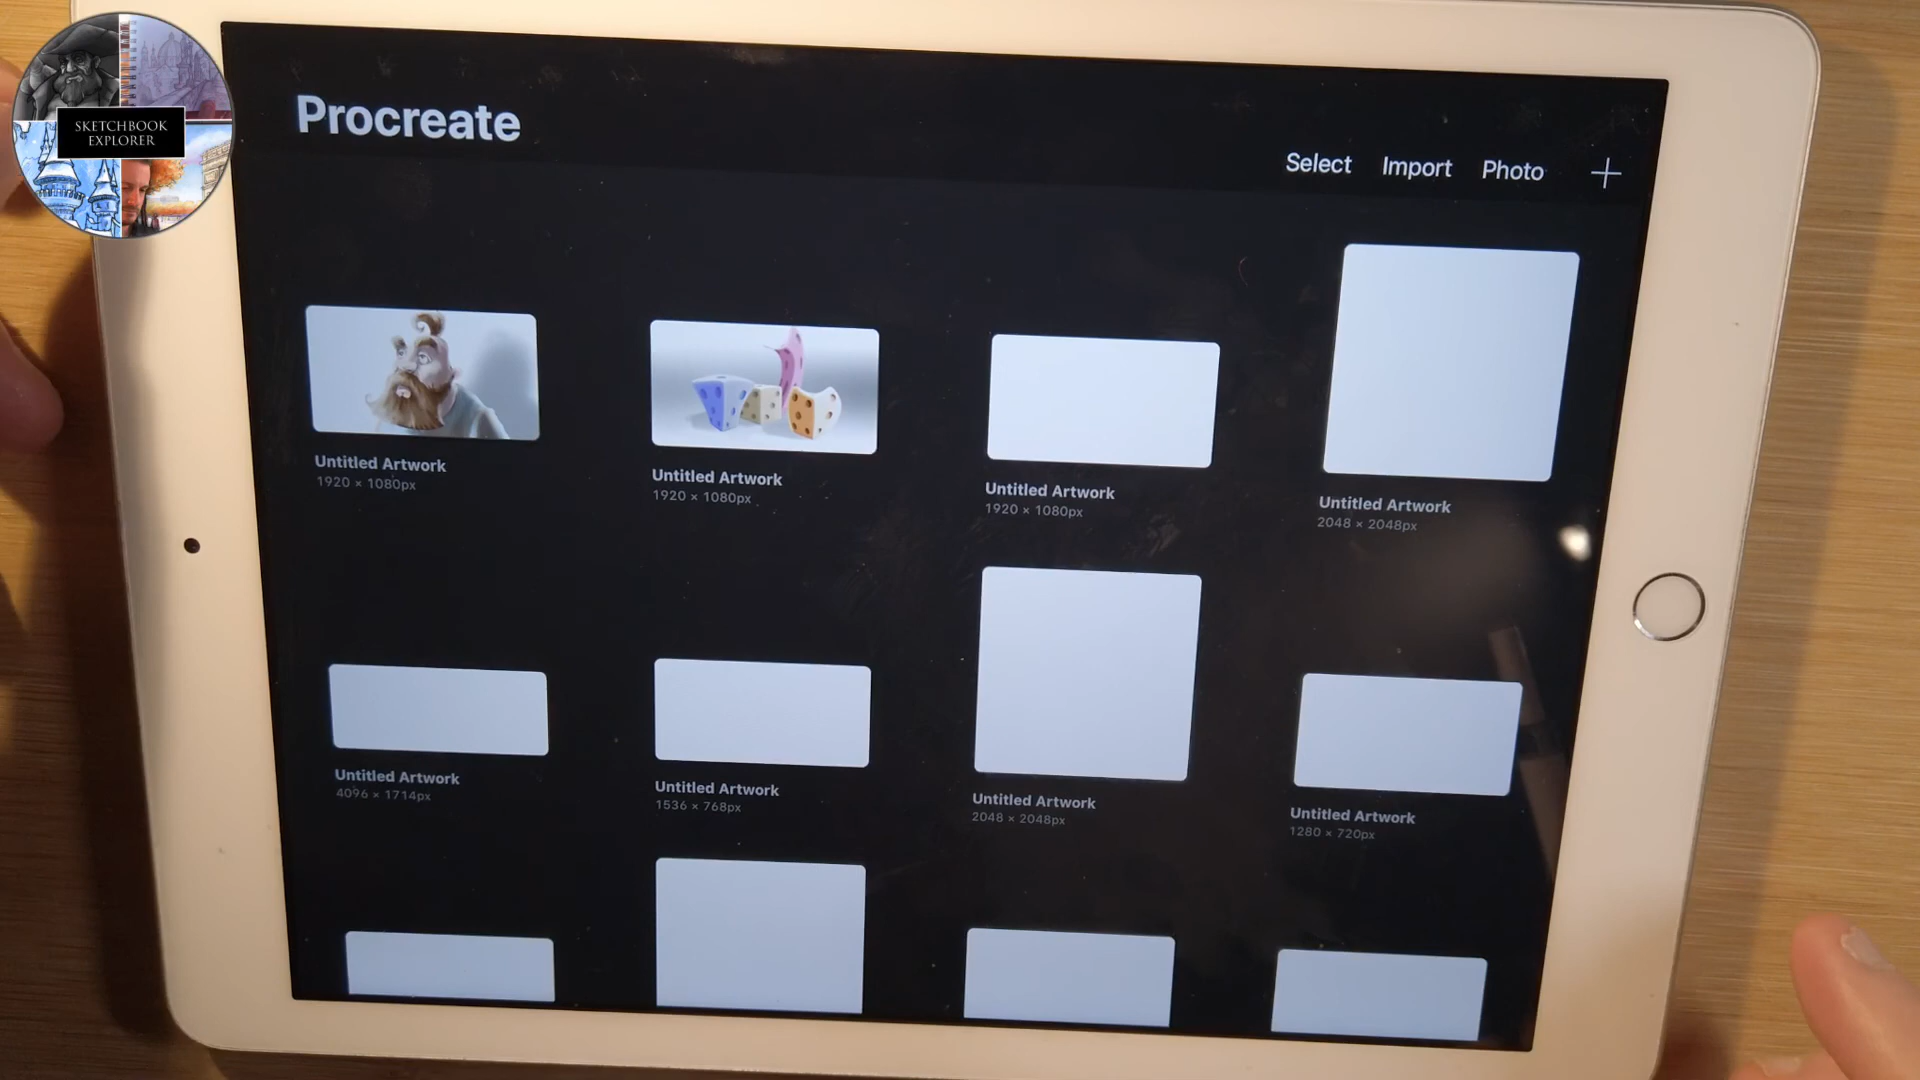 SKETCHBOOK
EXPLORER
Procreate
Select Import Photo
Untitled Artwork
1920 × 1080px
Untitled Artwork
1920 × 1080px
Untitled Artwork
1920 × 1080px
Untitled Artwork
2048 × 2048px
Untitled Artwork
4096 × 1714px
Untitled Artwork
1536 × 768px
Untitled Artwork
2048 × 2048px
Untitled Artwork
1280 × 720px